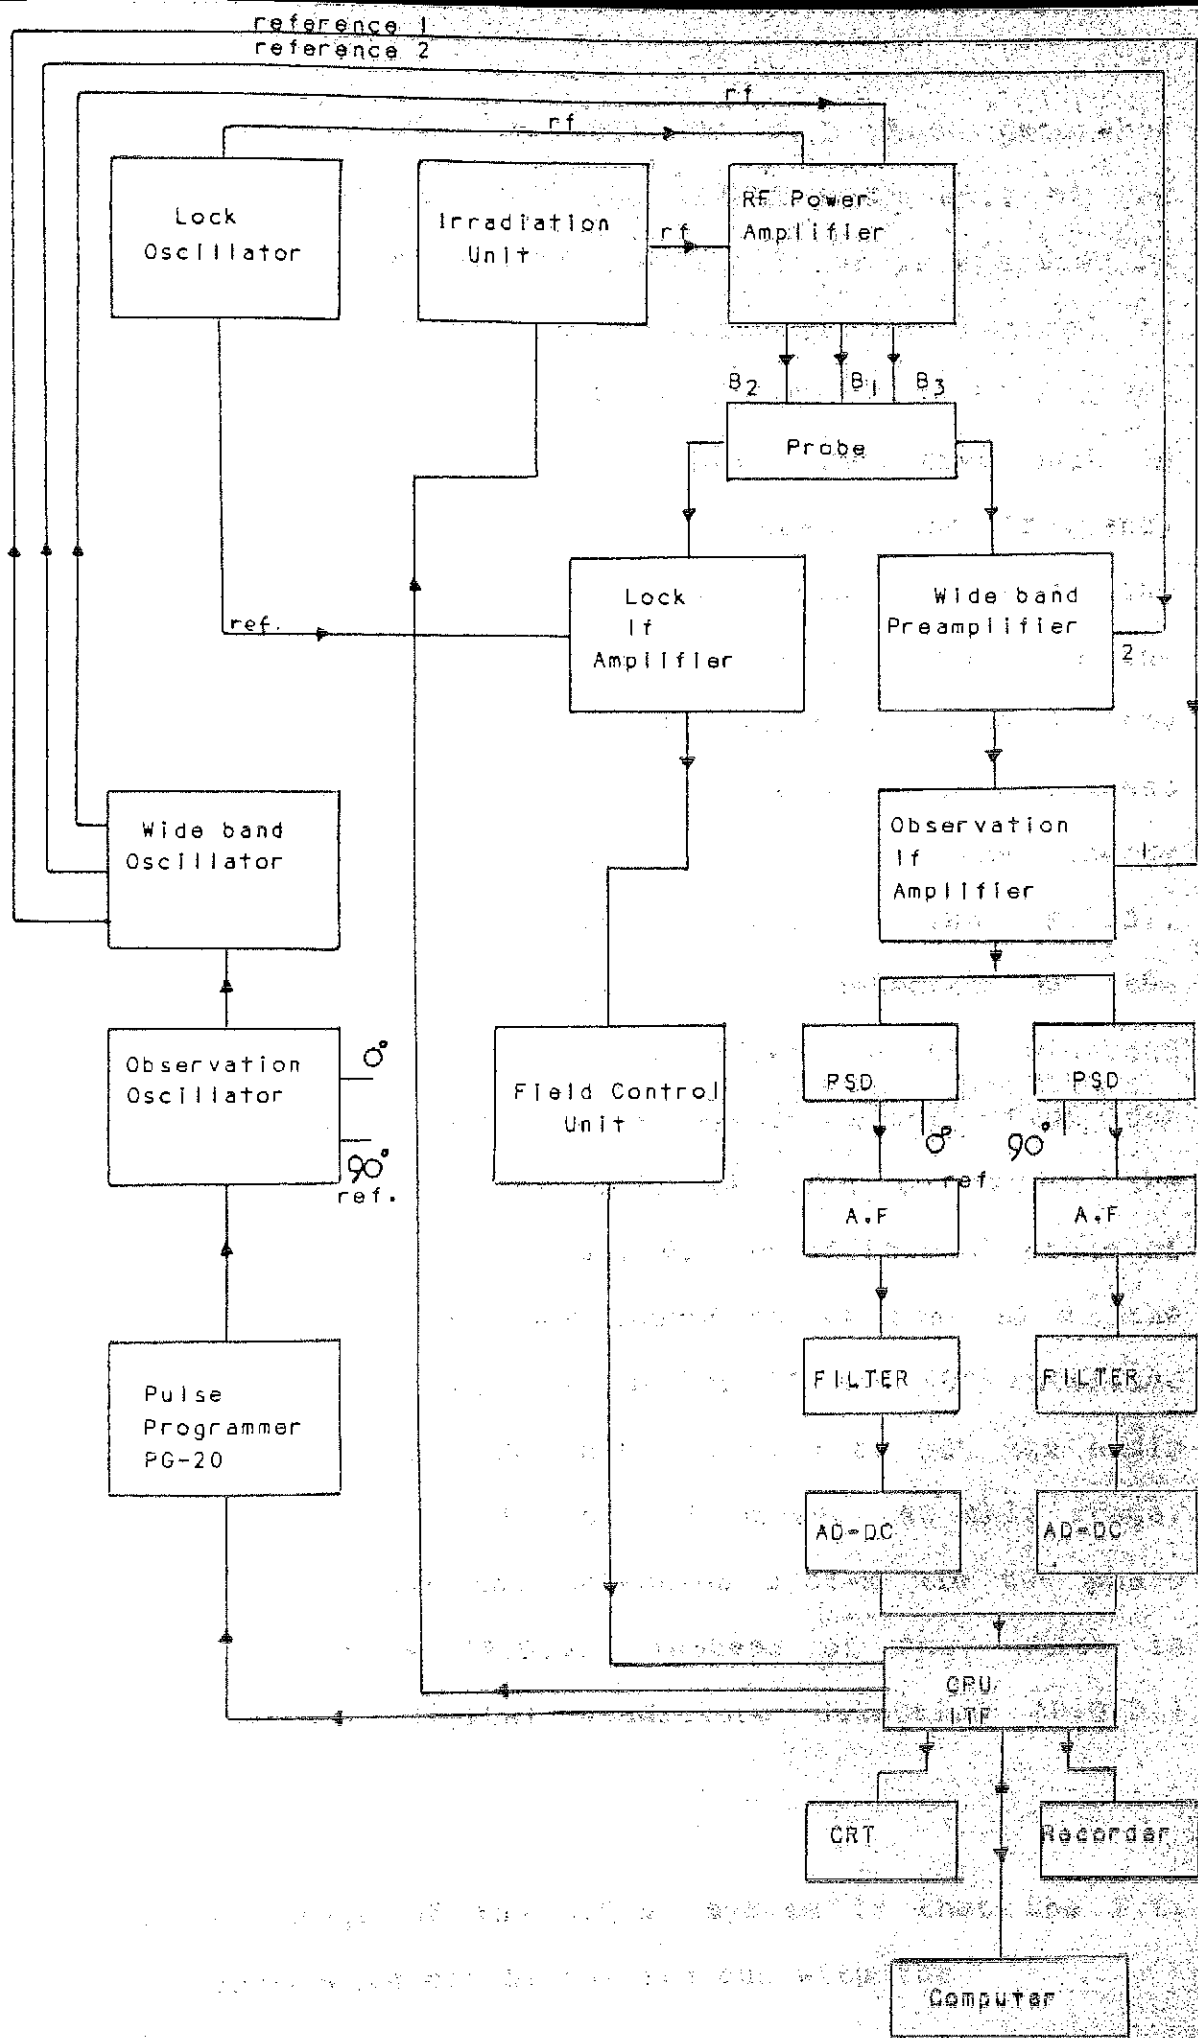 reference 1
reference 2
rf
rf
Lock
Oscillator
Irradiation
Unit
rf
RF Power
Amplifier
B2
B1
B3
Probe
ref.
Lock
If
Amplifier
Wide band
Preamplifier
2
Wide band
Oscillator
Observation
If
Amplifier
1
Observation
Oscillator
0°
90°
ref.
Field Control
Unit
PSD
PSD
0°
90°
ref.
A.F
A.F
Pulse
Programmer
PG-20
FILTER
FILTER
AD-DC
AD-DC
CPU
ITF
CRT
Recorder
Computer